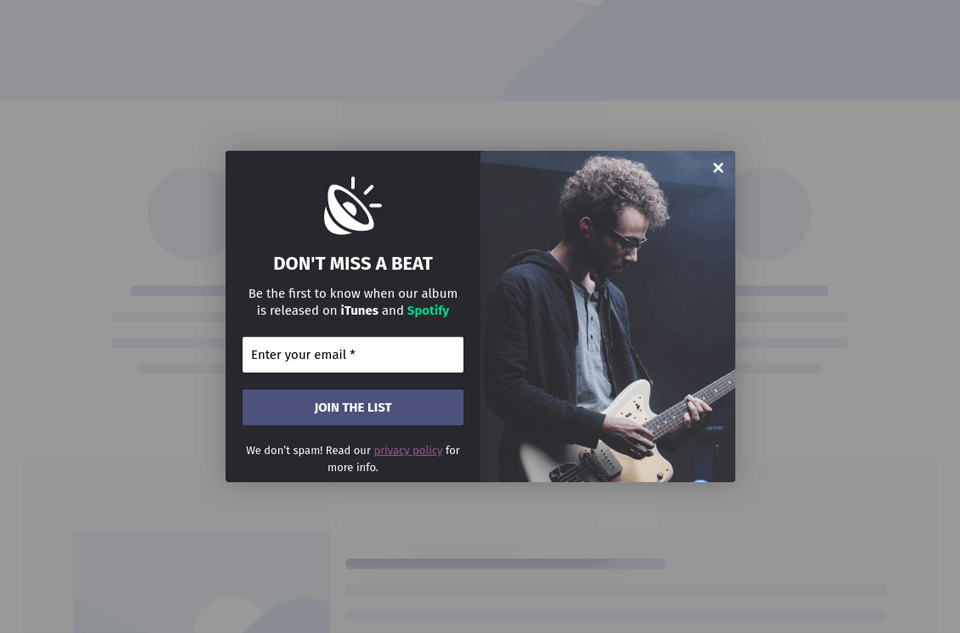 DON'T MISS A BEAT
Be the first to know when our album
is released on iTunes and Spotify
Enter your email *
JOIN THE LIST
We don't spam! Read our privacy policy for
more info.